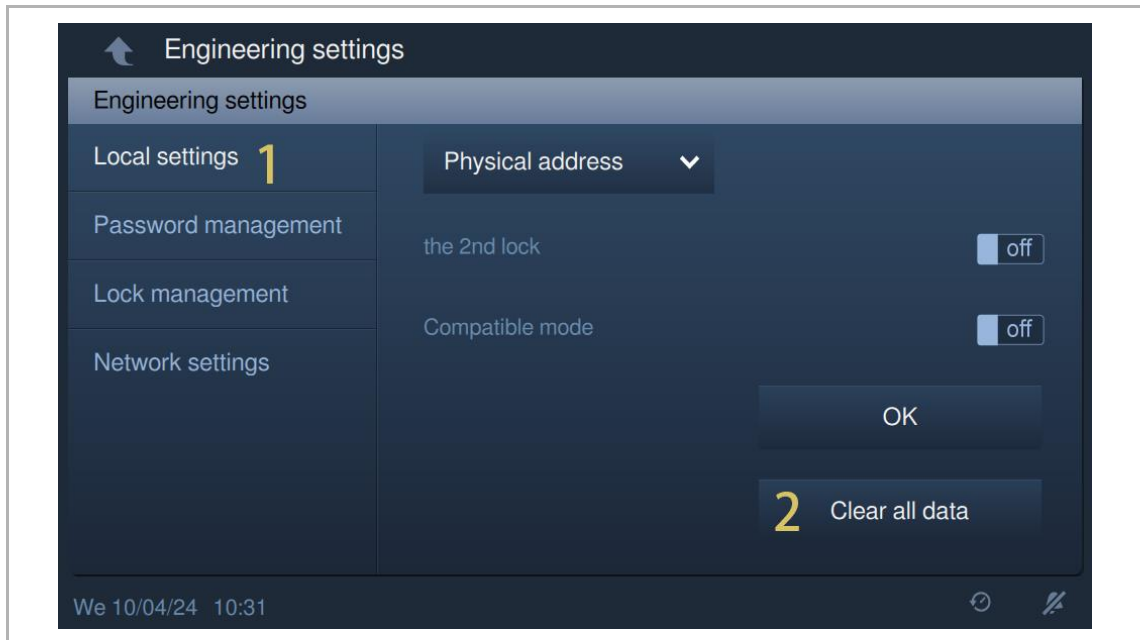 Engineering settings
Engineering settings
Local settings 1
Password management
Lock management
Network settings
Physical address
the 2nd lock off
Compatible mode off
OK
2 Clear all data
We 10/04/24 10:31